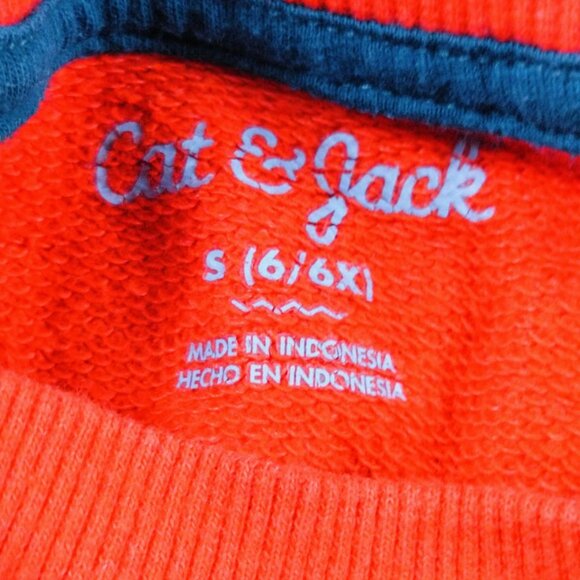 Cat & Jack
S (6/6X)
MADE IN INDONESIA
HECHO EN INDONESIA